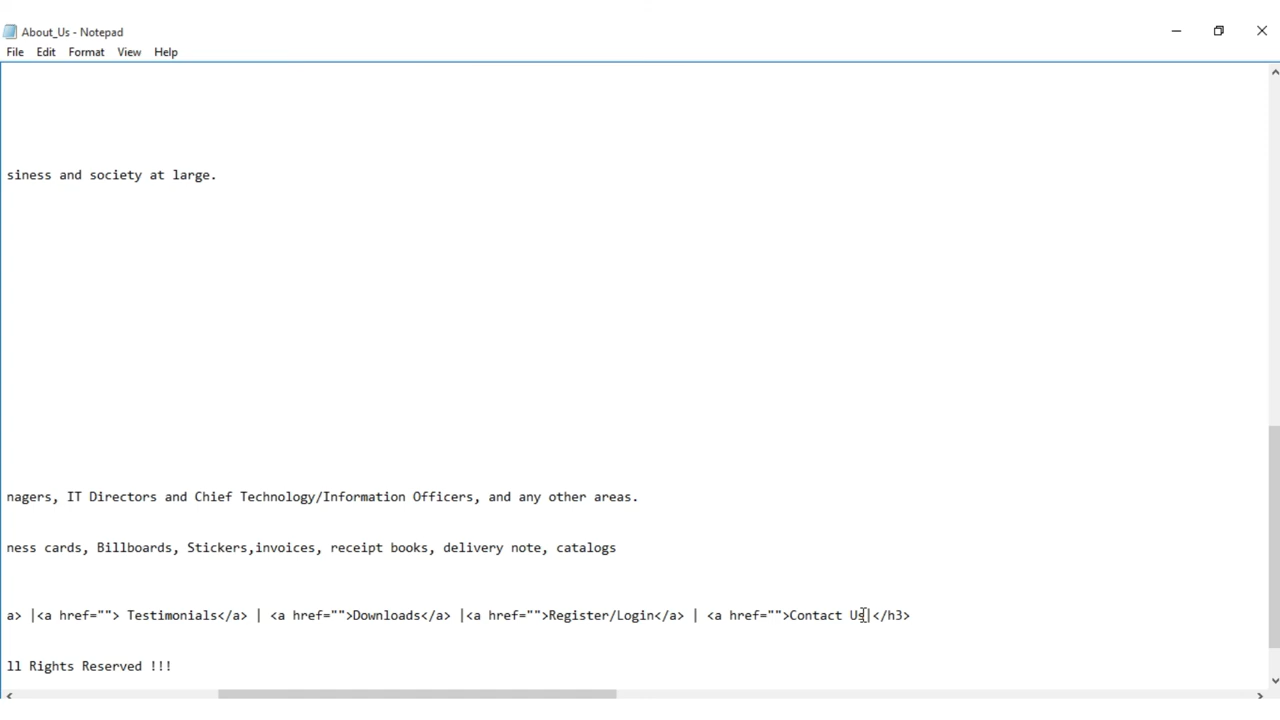 About_Us - Notepad
File Edit Format View Help
siness and society at large.
nagers, IT Directors and Chief Technology/Information Officers, and any other areas.
ness cards, Billboards, Stickers,invoices, receipt books, delivery note, catalogs
a> |<a href=""> Testimonials</a> | <a href="">Downloads</a> |<a href="">Register/Login</a> | <a href="">Contact Us</h3>
ll Rights Reserved !!!